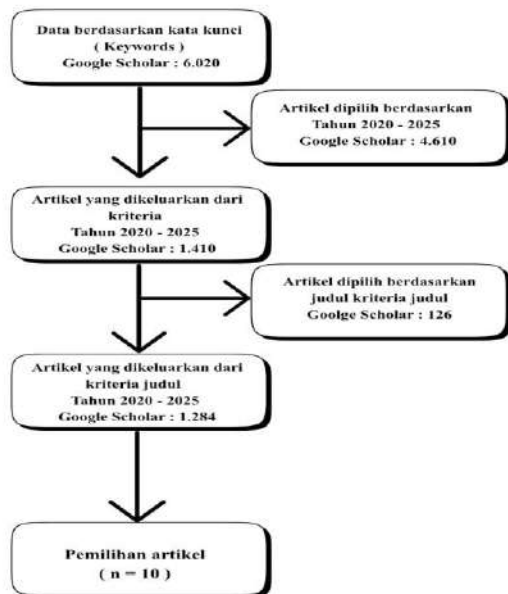 Data berdasarkan kata kunci
( Keywords )
Google Scholar : 6.020
Artikel dipilih berdasarkan
Tahun 2020 - 2025
Google Scholar : 4.610
Artikel yang dikeluarkan dari
kriteria
Tahun 2020 - 2025
Google Scholar : 1.410
Artikel dipilih berdasarkan
judul kriteria judul
Goolge Scholar : 126
Artikel yang dikeluarkan dari
kriteria judul
Tahun 2020 - 2025
Google Scholar : 1.284
Pemilihan artikel
( n = 10 )